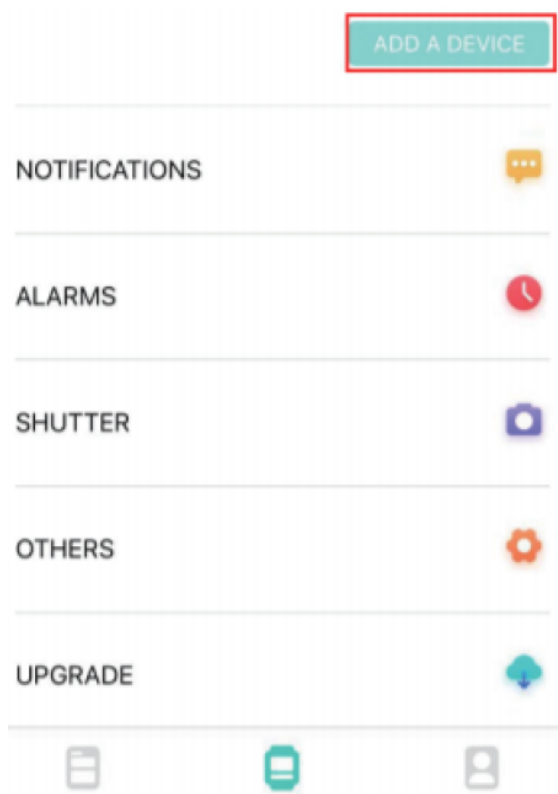 ADD A DEVICE
NOTIFICATIONS
ALARMS
SHUTTER
OTHERS
UPGRADE